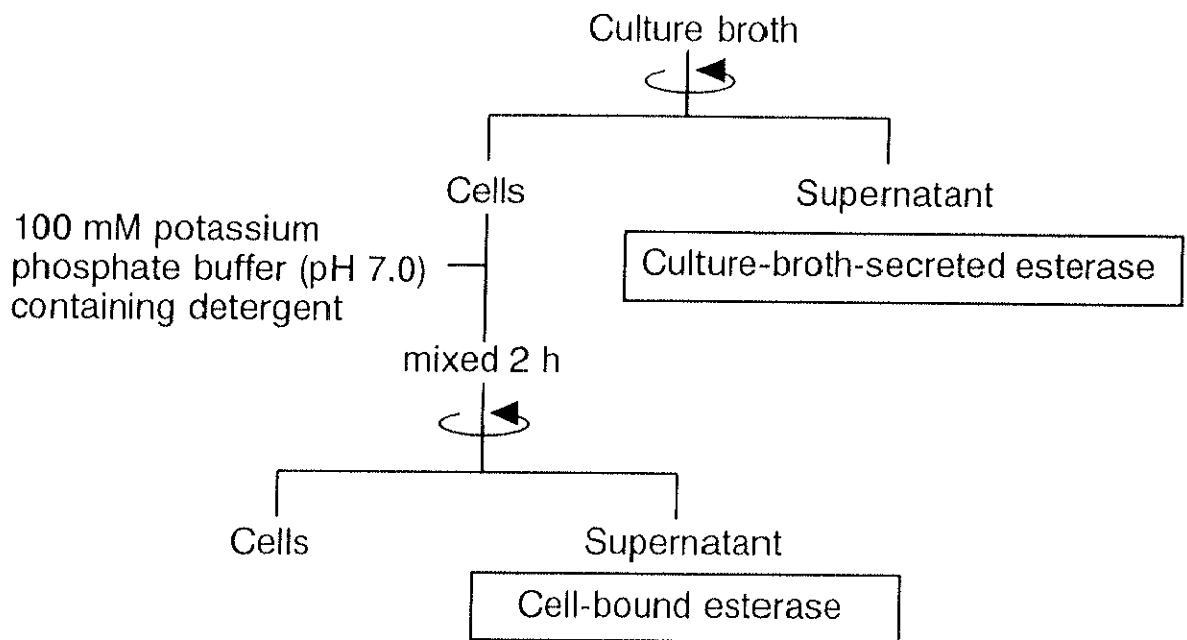 Culture broth
Cells
Supernatant
100 mM potassium
phosphate buffer (pH 7.0)
containing detergent
Culture-broth-secreted esterase
mixed 2 h
Cells
Supernatant
Cell-bound esterase